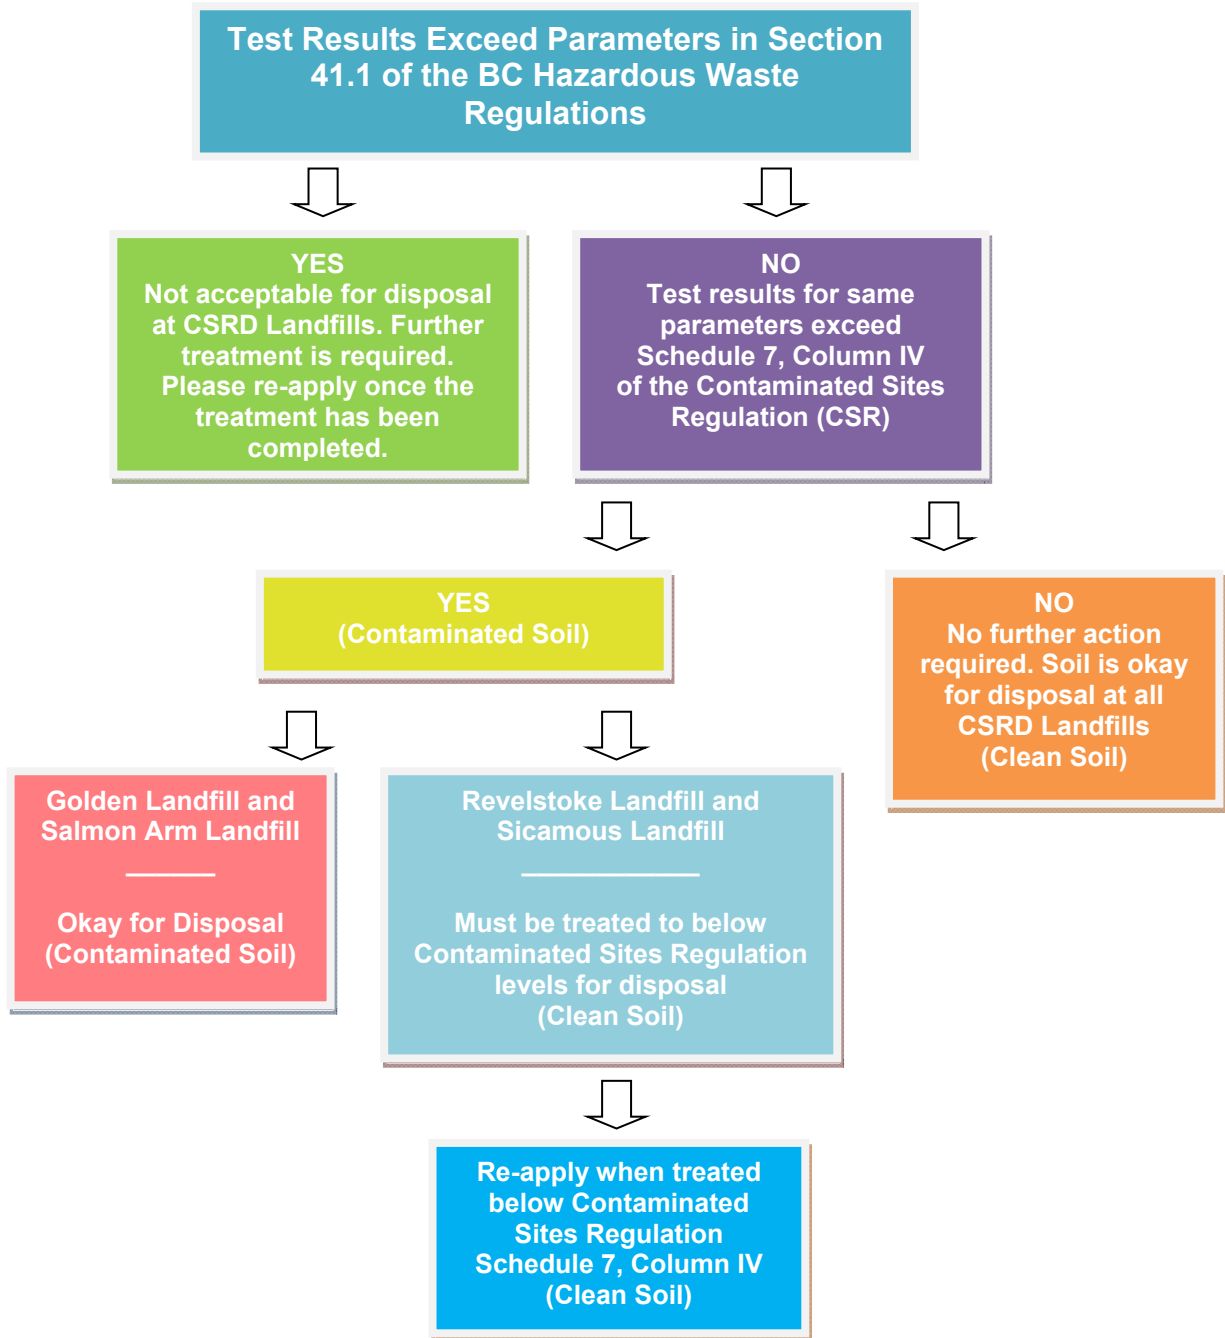 Test Results Exceed Parameters in Section
41.1 of the BC Hazardous Waste
Regulations
YES
Not acceptable for disposal
at CSRD Landfills. Further
treatment is required.
Please re-apply once the
treatment has been
completed.
NO
Test results for same
parameters exceed
Schedule 7, Column IV
of the Contaminated Sites
Regulation (CSR)
YES
(Contaminated Soil)
NO
No further action
required. Soil is okay
for disposal at all
CSRD Landfills
(Clean Soil)
Golden Landfill and
Salmon Arm Landfill
Okay for Disposal
(Contaminated Soil)
Revelstoke Landfill and
Sicamous Landfill
Must be treated to below
Contaminated Sites Regulation
levels for disposal
(Clean Soil)
Re-apply when treated
below Contaminated
Sites Regulation
Schedule 7, Column IV
(Clean Soil)